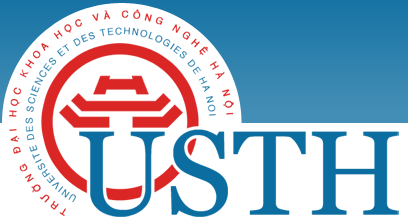 TRƯỜNG ĐẠI HỌC KHOA HỌC VÀ CÔNG NGHỆ HÀ NỘI
UNIVERSITE DES SCIENCES ET DES TECHNOLOGIES DE HA NOI
USTH